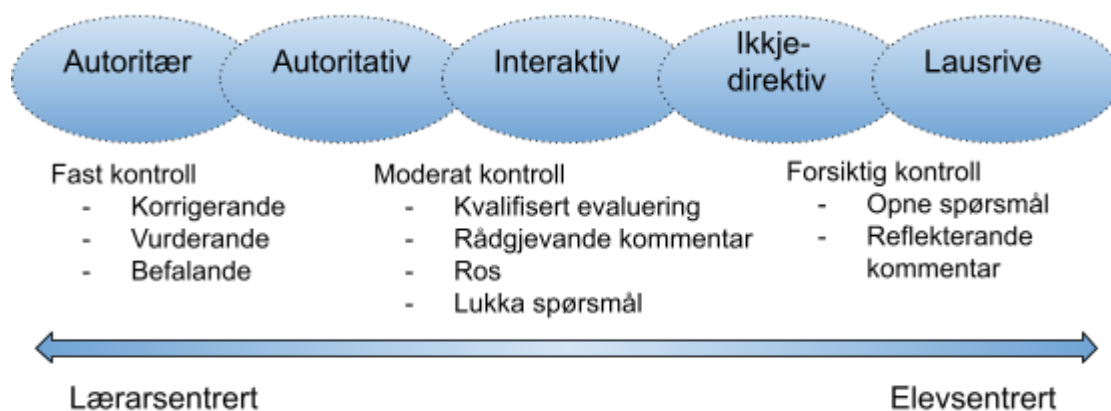 Autoritær
Autoritativ
Interaktiv
Ikkje-
direktiv
Lausrive
Fast kontroll
- Korrigerande
- Vurderande
- Befalande
Moderat kontroll
- Kvalifisert evaluering
- Rådgjevande kommentar
- Ros
- Lukka spørsmål
Forsiktig kontroll
- Opne spørsmål
- Reflekterande
kommentar
Lærarsentrert
Elevsentrert